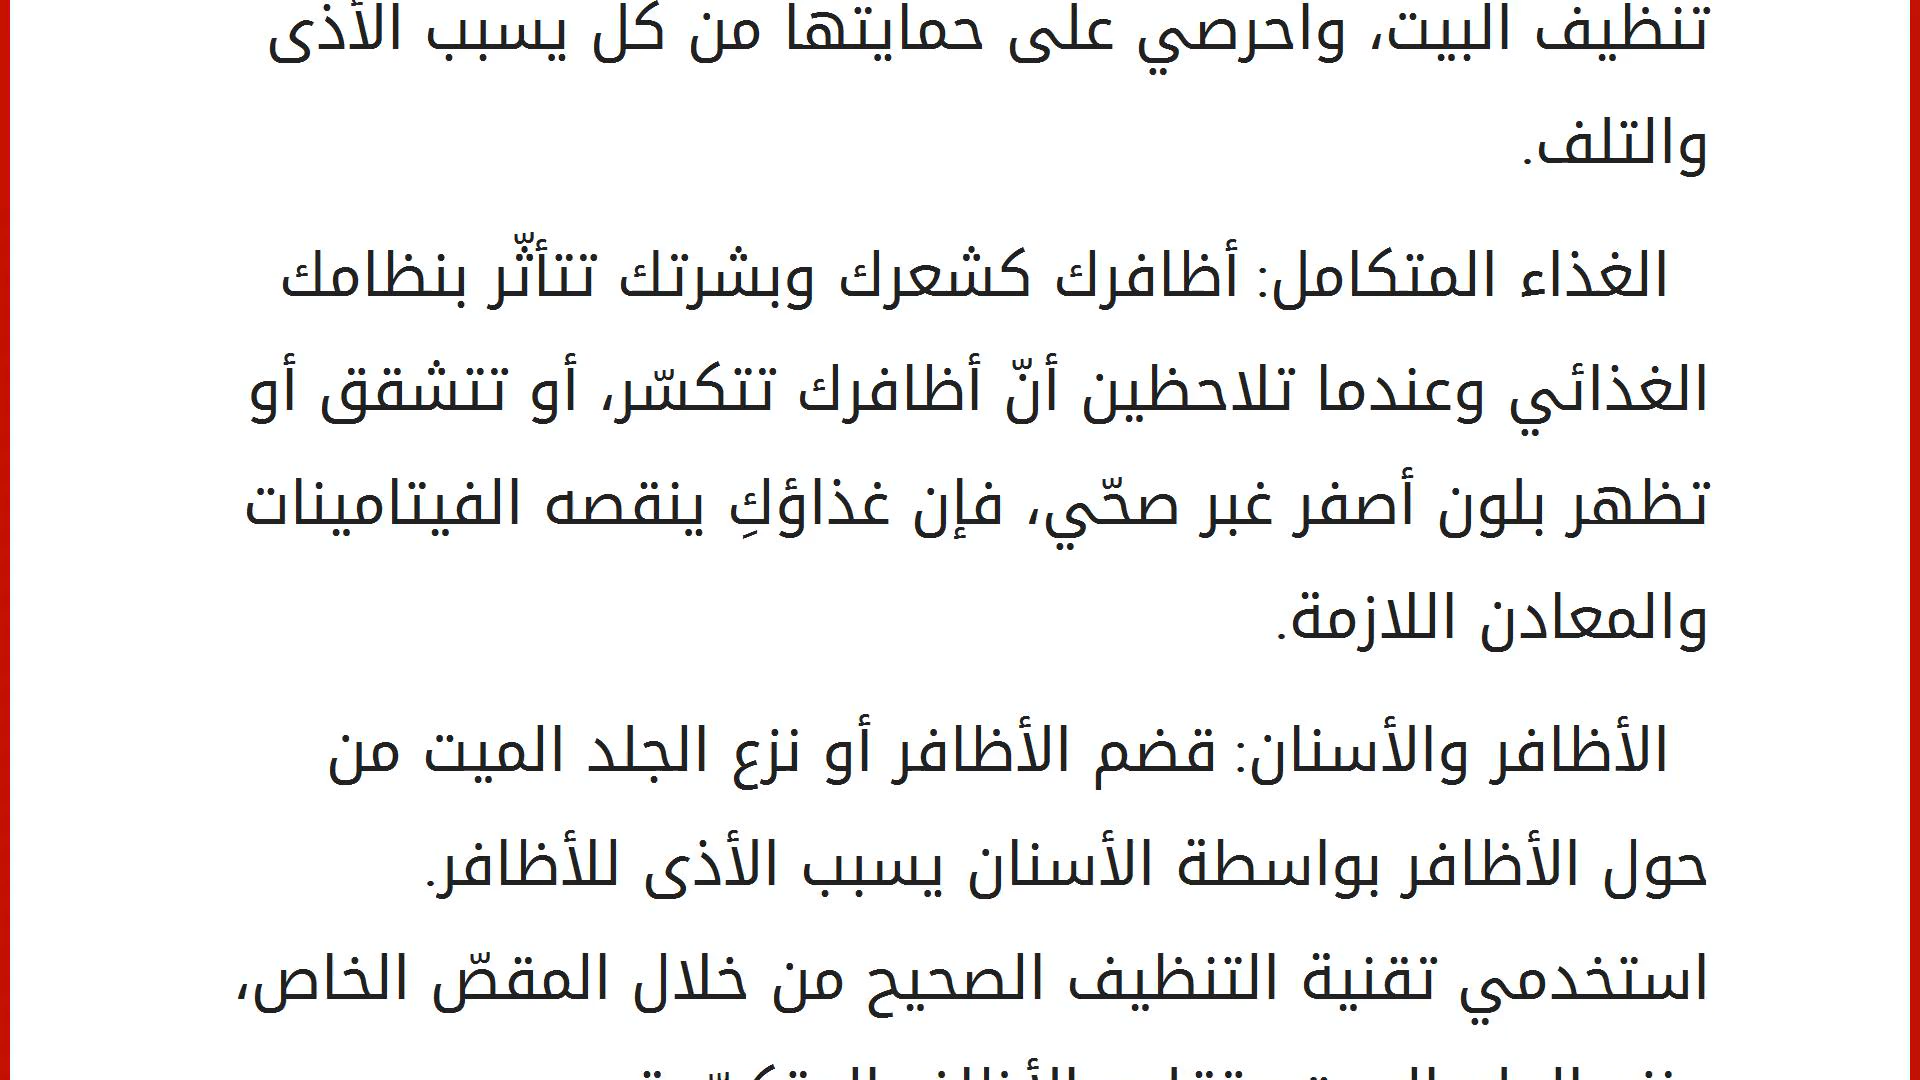 تنظيف البيت، واحرصي على حمايتها من كل يسبب الأذى
والتلف.
الغذاء المتكامل: أظافرك كشعرك وبشرتك تتأثّر بنظامك
الغذائي وعندما تلاحظين أنّ أظافرك تتكسّر، أو تتشقق أو
تظهر بلون أصفر غبر صحّي، فإن غذاؤكِ ينقصه الفيتامينات
والمعادن اللازمة.
الأظافر والأسنان: قضم الأظافر أو نزع الجلد الميت من
حول الأظافر بواسطة الأسنان يسبب الأذى للأظافر.
استخدمي تقنية التنظيف الصحيح من خلال المقصّ الخاص،